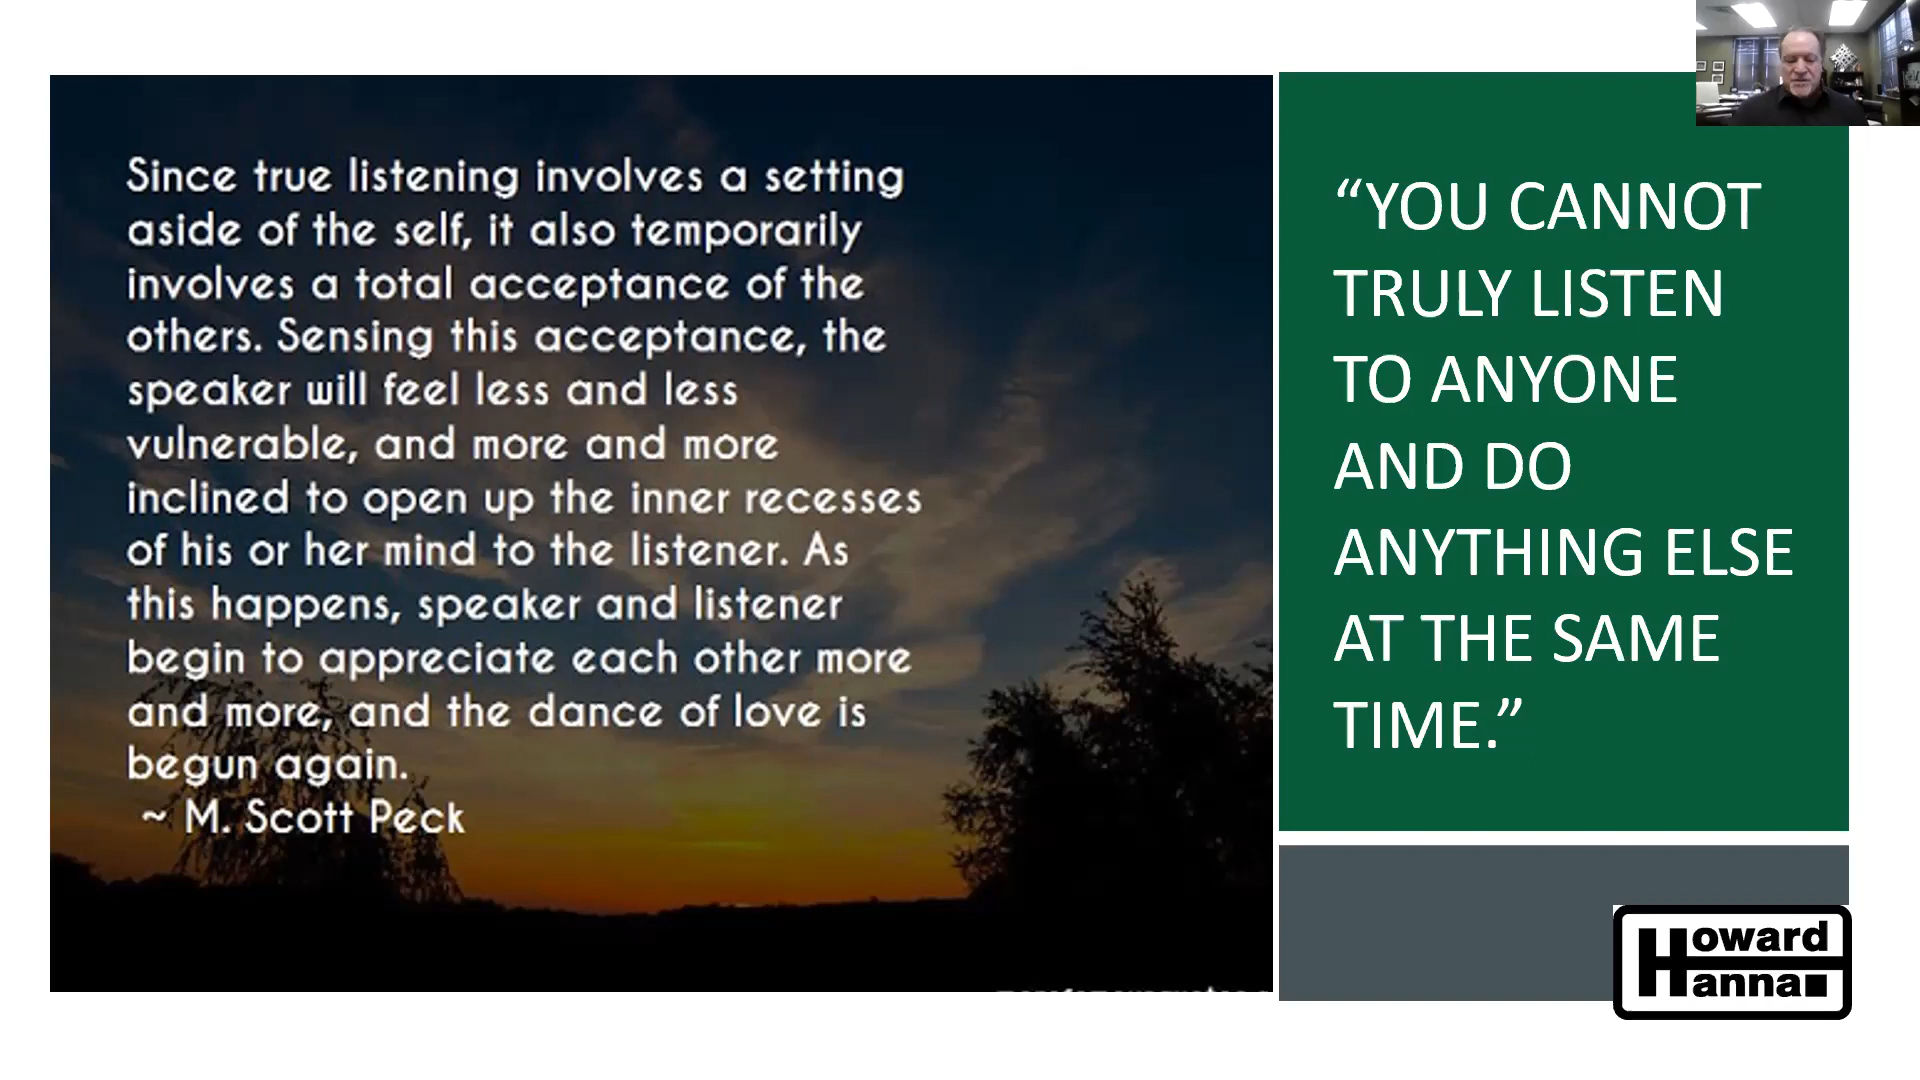 Since true listening involves a setting
aside of the self, it also temporarily
involves a total acceptance of the
others. Sensing this acceptance, the
speaker will feel less and less
vulnerable, and more and more
inclined to open up the inner recesses
of his or her mind to the listener. As
this happens, speaker and listener
begin to appreciate each other more
and more, and the dance of love is
begun again.
~ M. Scott Peck
“YOU CANNOT
TRULY LISTEN
TO ANYONE
AND DO
ANYTHING ELSE
AT THE SAME
TIME.”
Howard
Hanna